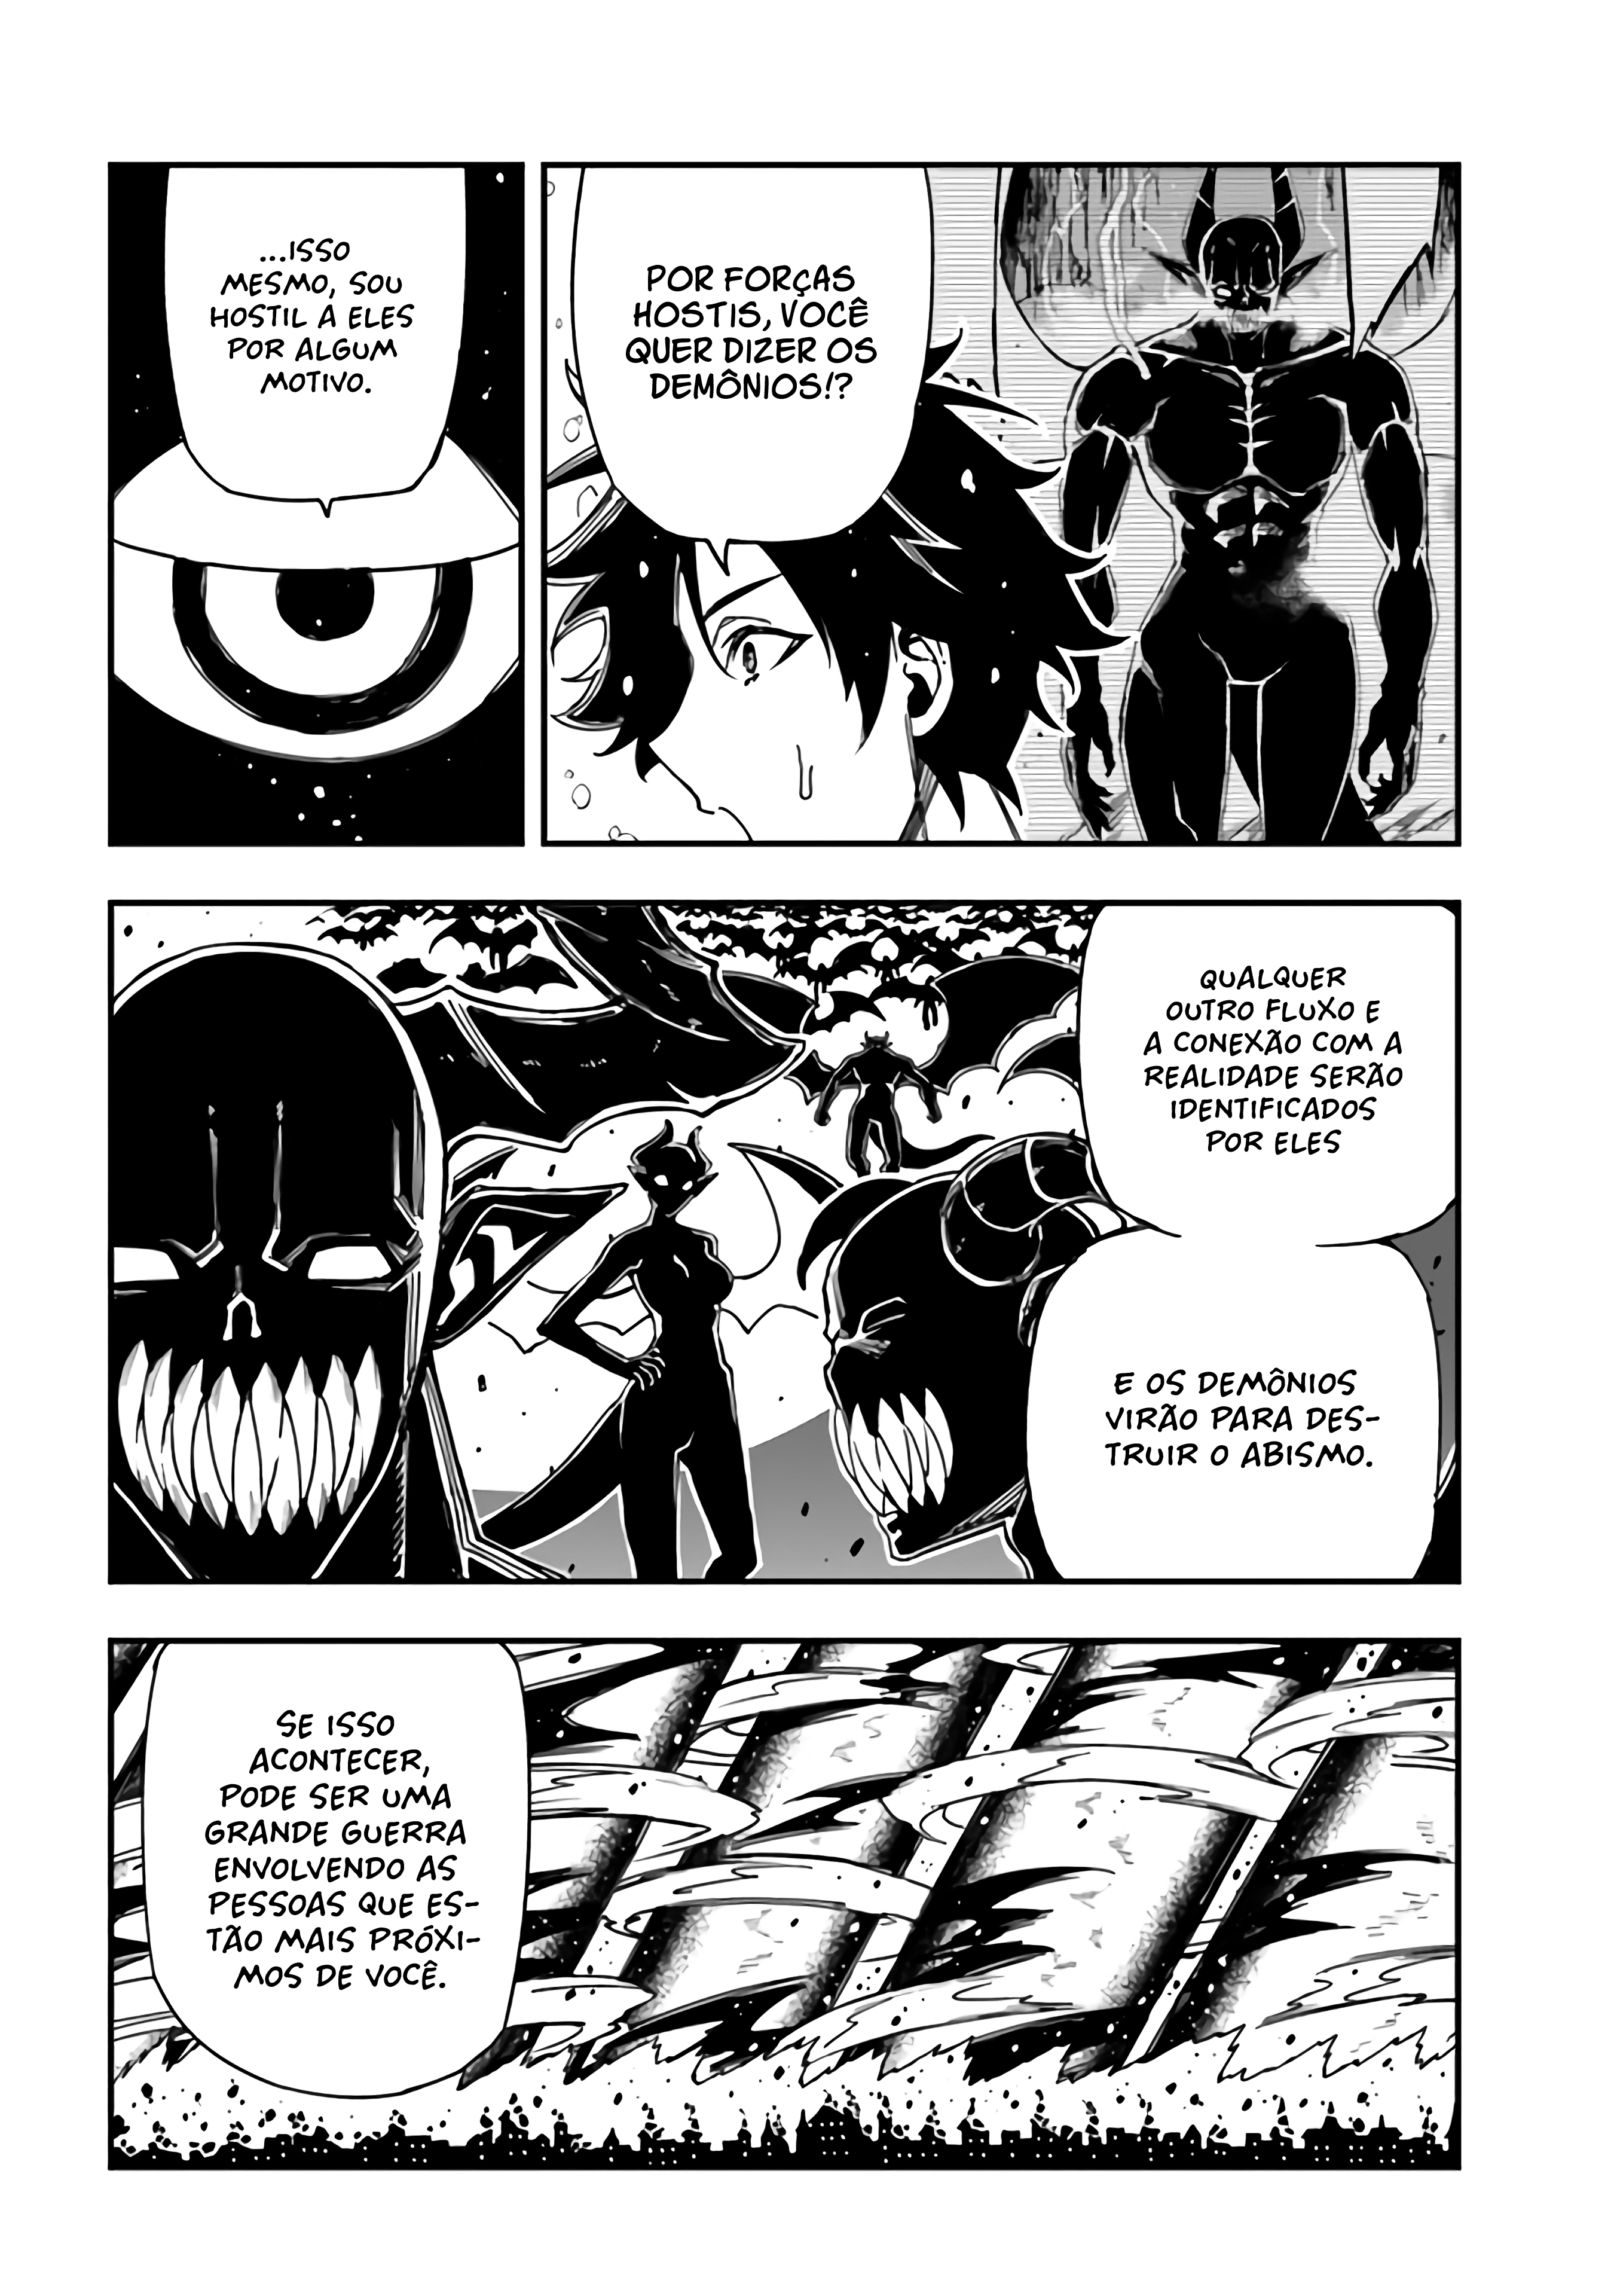 POR FORÇAS
HOSTIS, VOCÊ
QUER DIZER OS
DEMÔNIOS!?
...ISSO
MESMO, SOU
HOSTIL A ELES
POR ALGUM
MOTIVO.
QUALQUER
OUTRO FLUXO E
A CONEXÃO COM A
REALIDADE SERÃO
IDENTIFICADOS
POR ELES
E OS DEMÔNIOS
VIRÃO PARA DES-
TRUIR O ABISMO.
SE ISSO
ACONTECER,
PODE SER UMA
GRANDE GUERRA
ENVOLVENDO AS
PESSOAS QUE ES-
TÃO MAIS PRÓXI-
MOS DE VOCÊ.